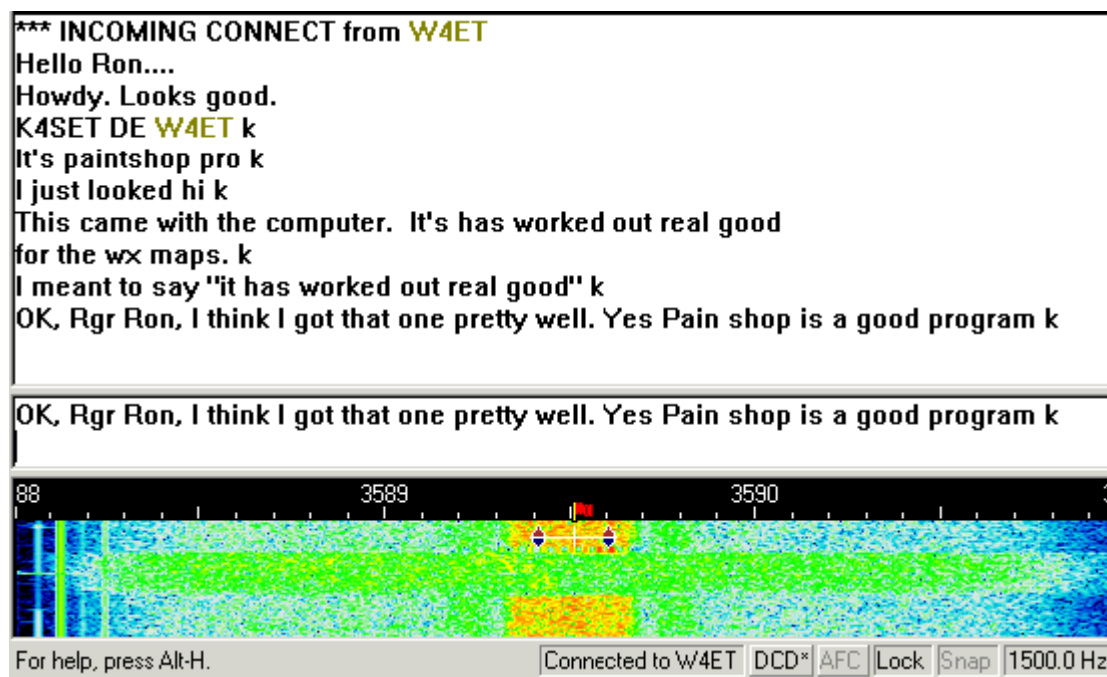 *** INCOMING CONNECT from W4ET
Hello Ron....
Howdy. Looks good.
K4SET DE W4ET k
It's paintshop pro k
I just looked hi k
This came with the computer.  It's has worked out real good
for the wx maps. k
I meant to say "it has worked out real good" k
OK, Rgr Ron, I think I got that one pretty well. Yes Pain shop is a good program k
OK, Rgr Ron, I think I got that one pretty well. Yes Pain shop is a good program k
88 3589 3590
For help, press Alt-H. Connected to W4ET DCD* AFC Lock Snap 1500.0 Hz